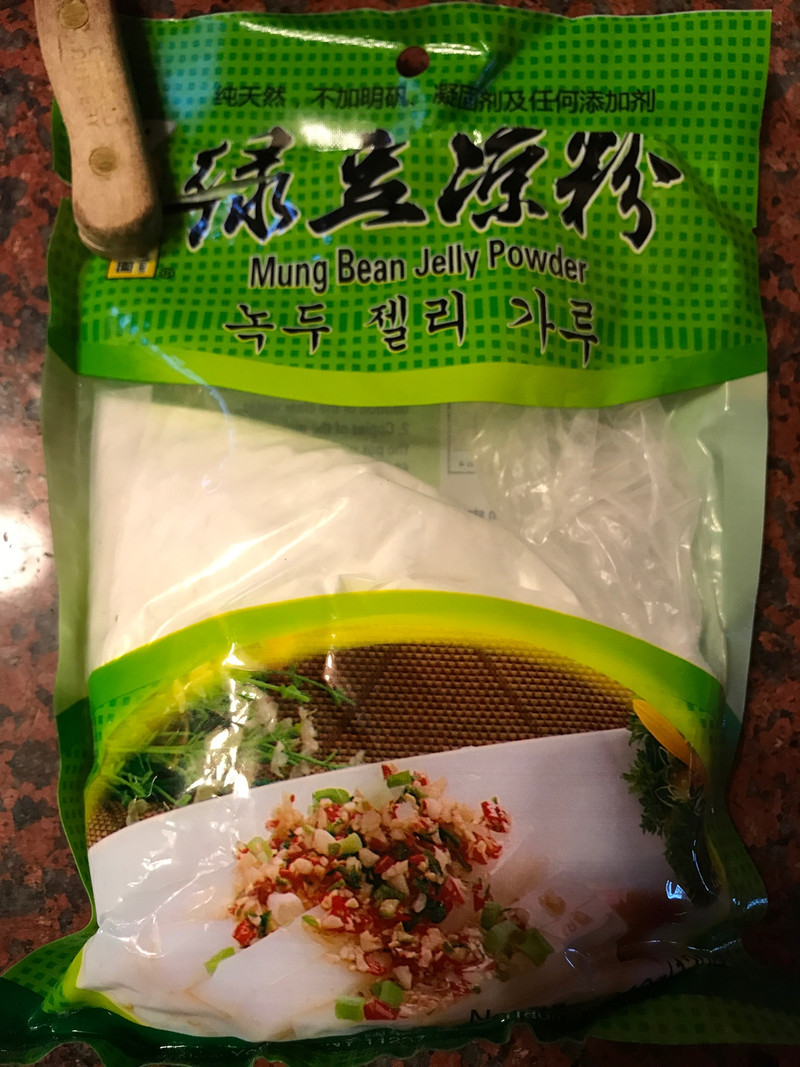 纯天然 不加明矾、凝固剂及任何添加剂
绿豆凉粉
Mung Bean Jelly Powder
녹두 젤리 가루